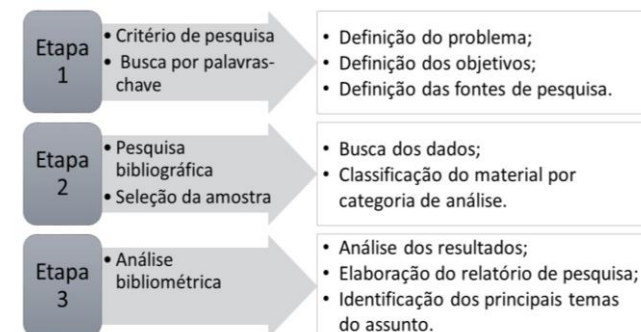 Etapa
1
• Critério de pesquisa
• Busca por palavras-
chave
• Definição do problema;
• Definição dos objetivos;
• Definição das fontes de pesquisa.
Etapa
2
• Pesquisa
bibliográfica
• Seleção da amostra
• Busca dos dados;
• Classificação do material por
categoria de análise.
Etapa
3
• Análise
bibliométrica
• Análise dos resultados;
• Elaboração do relatório de pesquisa;
• Identificação dos principais temas
do assunto.